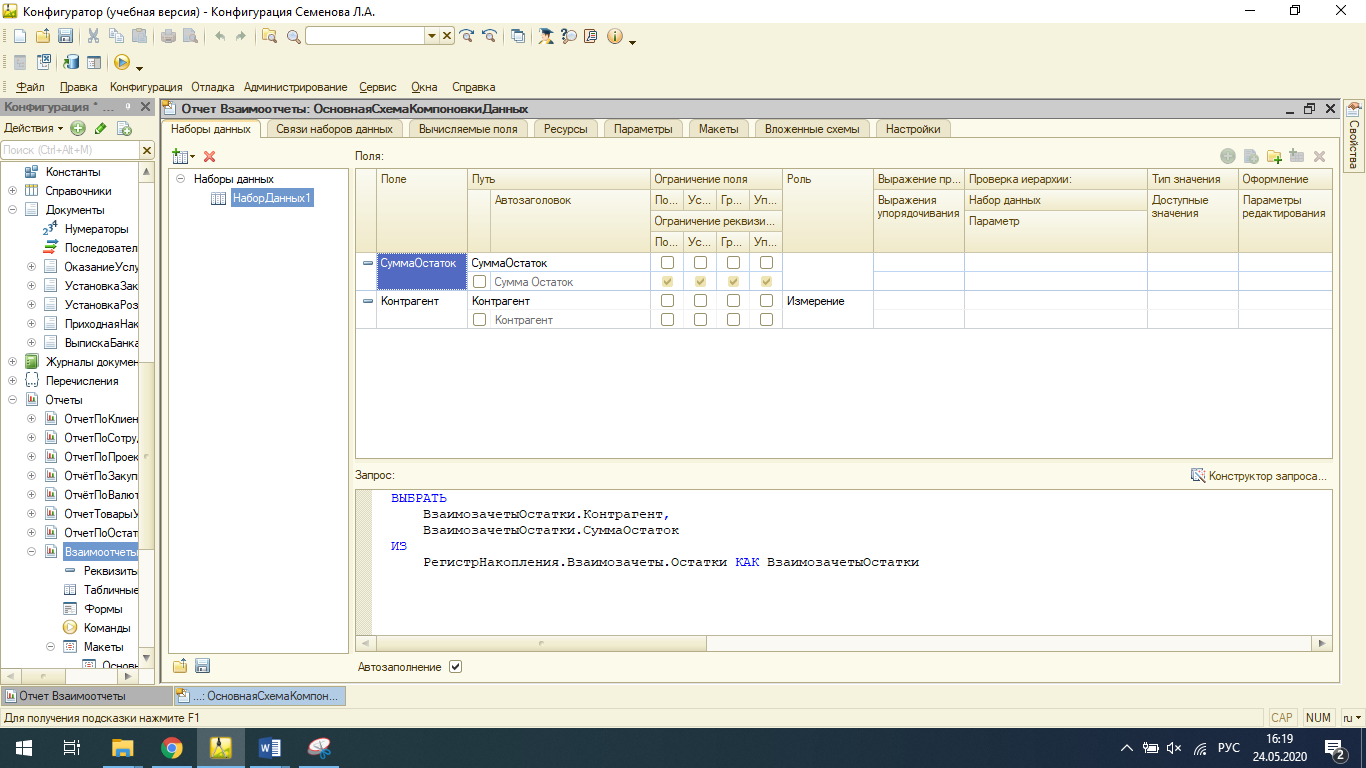 Конфигуратор (учебная версия) - Конфигурация Семенова Л.А.
Файл Правка Конфигурация Отладка Администрирование Сервис Окна Справка
Конфигурация * ...
Действия
Поиск (Ctrl+Alt+M)
Константы
Справочники
Документы
Нумераторы
Последовател
ОказаниеУслу
УстановкаЗак
УстановкаРоз
ПриходнаяНак
ВыпискаБанка
Журналы докумен
Перечисления
Отчеты
ОтчетПоКлиен
ОтчетПоСотру
ОтчетПоПроек
ОтчётПоЗакуп
ОтчётПоВалют
ОтчетТоварыУ
ОтчетПоОстат
Взаимоотчеты
Реквизиты
Табличные
Формы
Команды
Макеты
Основн
Отчет Взаимоотчеты: ОсновнаяСхемаКомпоновкиДанных
Наборы данных Связи наборов данных Вычисляемые поля Ресурсы Параметры Макеты Вложенные схемы Настройки
Наборы данных
НаборДанных1
Поля:
Поле Путь Ограничение поля Роль Выражение пр... Проверка иерархии: Тип значения Оформление
Автозаголовок По... Ус... Гр... Уп... Выражения упорядочивания Набор данных Доступные значения Параметры редактирования
Ограничение реквизи... Параметр
По... Ус... Гр... Уп...
СуммаОстаток СуммаОстаток
Сумма Остаток
Контрагент Контрагент Измерение
Контрагент
Запрос: Конструктор запроса...
ВЫБРАТЬ
ВзаимозачетыОстатки.Контрагент,
ВзаимозачетыОстатки.СуммаОстаток
ИЗ
РегистрНакопления.Взаимозачеты.Остатки КАК ВзаимозачетыОстатки
Автозаполнение
Свойства
Отчет Взаимоотчеты ...: ОсновнаяСхемаКомпон...
Для получения подсказки нажмите F1 CAP NUM ru
РУС 16:19
24.05.2020
2